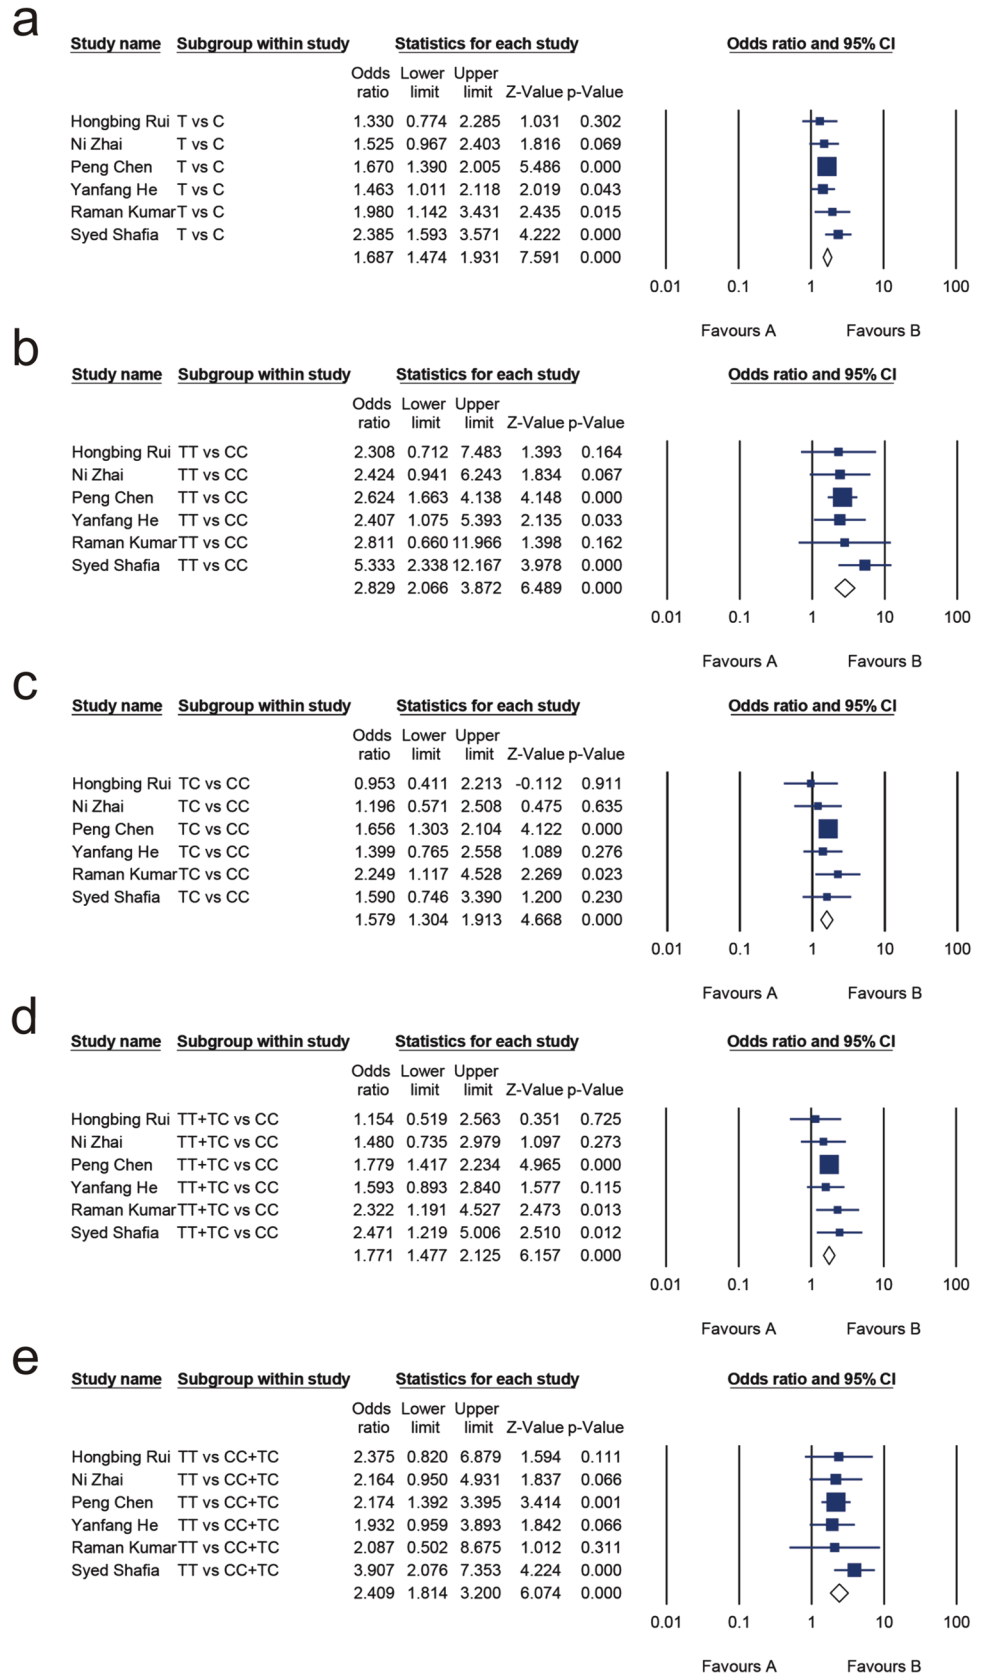 a
Study name Subgroup within study Statistics for each study Odds ratio and 95% CI
Odds Lower Upper
ratio limit limit Z-Value p-Value
Hongbing Rui T vs C 1.330 0.774 2.285 1.031 0.302
Ni Zhai T vs C 1.525 0.967 2.403 1.816 0.069
Peng Chen T vs C 1.670 1.390 2.005 5.486 0.000
Yanfang He T vs C 1.463 1.011 2.118 2.019 0.043
Raman Kumar T vs C 1.980 1.142 3.431 2.435 0.015
Syed Shafia T vs C 2.385 1.593 3.571 4.222 0.000
1.687 1.474 1.931 7.591 0.000
0.01 0.1 1 10 100
Favours A Favours B
b
Study name Subgroup within study Statistics for each study Odds ratio and 95% CI
Odds Lower Upper
ratio limit limit Z-Value p-Value
Hongbing Rui TT vs CC 2.308 0.712 7.483 1.393 0.164
Ni Zhai TT vs CC 2.424 0.941 6.243 1.834 0.067
Peng Chen TT vs CC 2.624 1.663 4.138 4.148 0.000
Yanfang He TT vs CC 2.407 1.075 5.393 2.135 0.033
Raman Kumar TT vs CC 2.811 0.660 11.966 1.398 0.162
Syed Shafia TT vs CC 5.333 2.338 12.167 3.978 0.000
2.829 2.066 3.872 6.489 0.000
0.01 0.1 1 10 100
Favours A Favours B
c
Study name Subgroup within study Statistics for each study Odds ratio and 95% CI
Odds Lower Upper
ratio limit limit Z-Value p-Value
Hongbing Rui TC vs CC 0.953 0.411 2.213 -0.112 0.911
Ni Zhai TC vs CC 1.196 0.571 2.508 0.475 0.635
Peng Chen TC vs CC 1.656 1.303 2.104 4.122 0.000
Yanfang He TC vs CC 1.399 0.765 2.558 1.089 0.276
Raman Kumar TC vs CC 2.249 1.117 4.528 2.269 0.023
Syed Shafia TC vs CC 1.590 0.746 3.390 1.200 0.230
1.579 1.304 1.913 4.668 0.000
0.01 0.1 1 10 100
Favours A Favours B
d
Study name Subgroup within study Statistics for each study Odds ratio and 95% CI
Odds Lower Upper
ratio limit limit Z-Value p-Value
Hongbing Rui TT+TC vs CC 1.154 0.519 2.563 0.351 0.725
Ni Zhai TT+TC vs CC 1.480 0.735 2.979 1.097 0.273
Peng Chen TT+TC vs CC 1.779 1.417 2.234 4.965 0.000
Yanfang He TT+TC vs CC 1.593 0.893 2.840 1.577 0.115
Raman Kumar TT+TC vs CC 2.322 1.191 4.527 2.473 0.013
Syed Shafia TT+TC vs CC 2.471 1.219 5.006 2.510 0.012
1.771 1.477 2.125 6.157 0.000
0.01 0.1 1 10 100
Favours A Favours B
e
Study name Subgroup within study Statistics for each study Odds ratio and 95% CI
Odds Lower Upper
ratio limit limit Z-Value p-Value
Hongbing Rui TT vs CC+TC 2.375 0.820 6.879 1.594 0.111
Ni Zhai TT vs CC+TC 2.164 0.950 4.931 1.837 0.066
Peng Chen TT vs CC+TC 2.174 1.392 3.395 3.414 0.001
Yanfang He TT vs CC+TC 1.932 0.959 3.893 1.842 0.066
Raman Kumar TT vs CC+TC 2.087 0.502 8.675 1.012 0.311
Syed Shafia TT vs CC+TC 3.907 2.076 7.353 4.224 0.000
2.409 1.814 3.200 6.074 0.000
0.01 0.1 1 10 100
Favours A Favours B